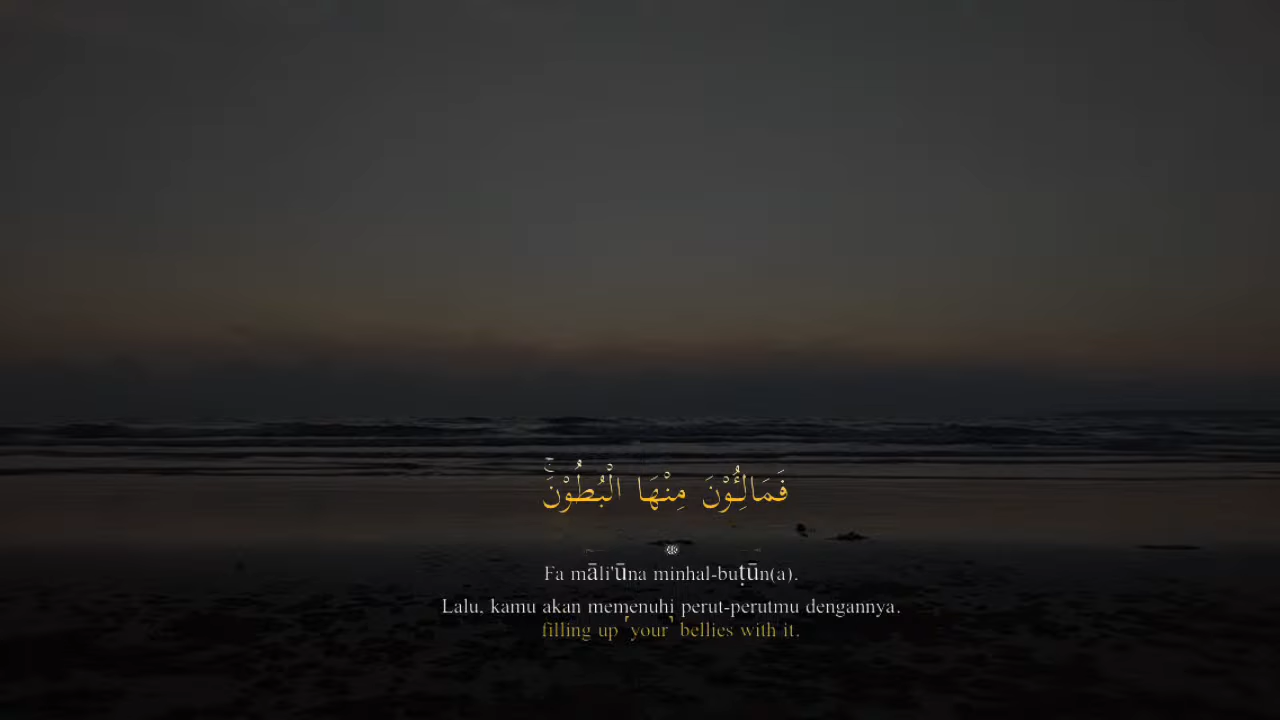 فَمَالِـُٔوْنَ مِنْهَا الْبُطُوْنَۚ
Fa māli'ūna minhal-buṭūn(a).
Lalu, kamu akan memenuhi perut-perutmu dengannya.
filling up ˹your˺ bellies with it.